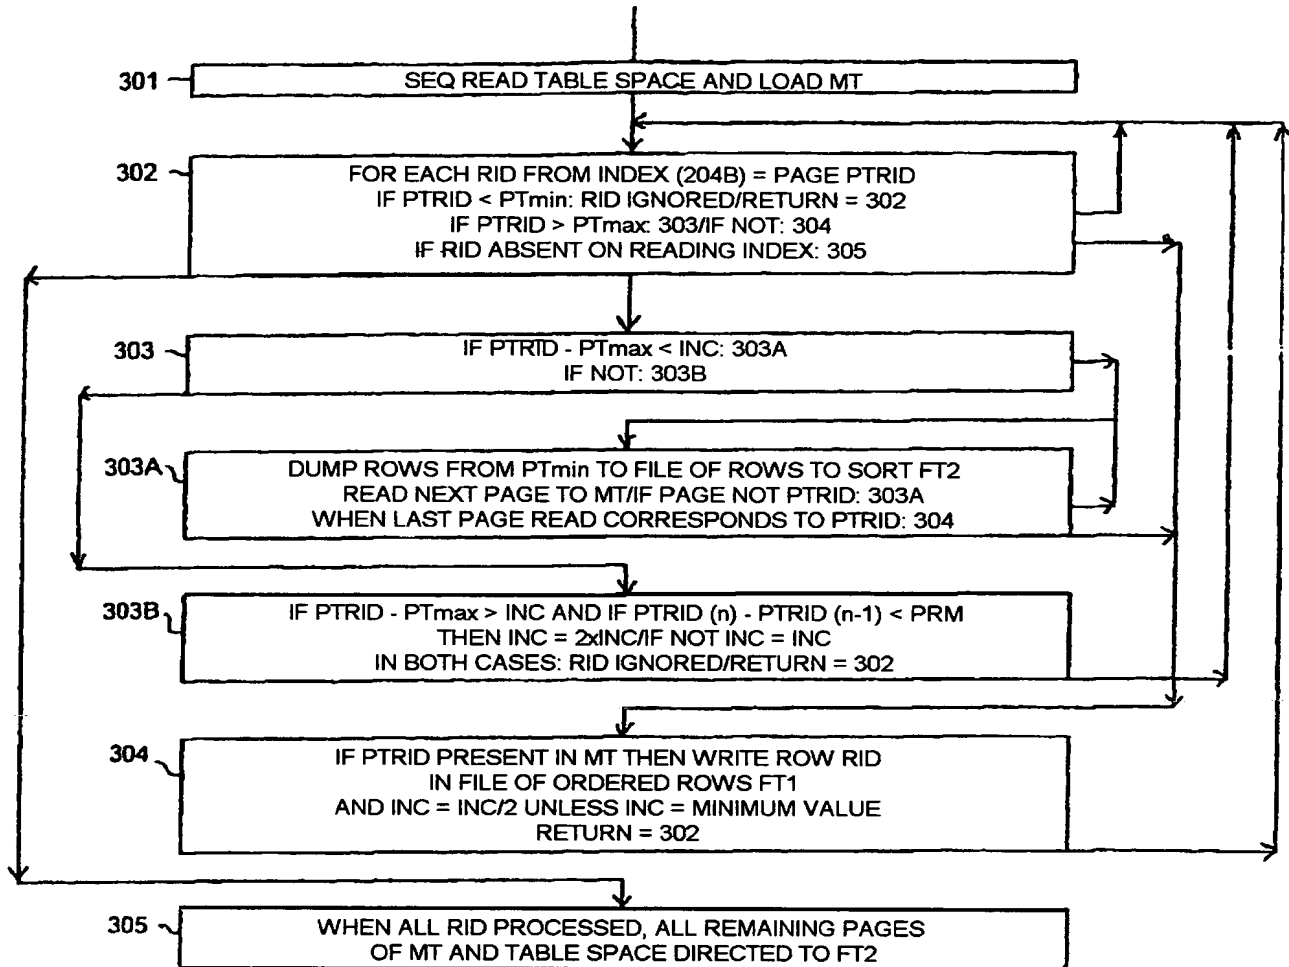 301
SEQ READ TABLE SPACE AND LOAD MT
302
FOR EACH RID FROM INDEX (204B) = PAGE PTRID
IF PTRID < PTmin: RID IGNORED/RETURN = 302
IF PTRID > PTmax: 303/IF NOT: 304
IF RID ABSENT ON READING INDEX: 305
303
IF PTRID - PTmax < INC: 303A
IF NOT: 303B
303A
DUMP ROWS FROM PTmin TO FILE OF ROWS TO SORT FT2
READ NEXT PAGE TO MT/IF PAGE NOT PTRID: 303A
WHEN LAST PAGE READ CORRESPONDS TO PTRID: 304
303B
IF PTRID - PTmax > INC AND IF PTRID (n) - PTRID (n-1) < PRM
THEN INC = 2xINC/IF NOT INC = INC
IN BOTH CASES: RID IGNORED/RETURN = 302
304
IF PTRID PRESENT IN MT THEN WRITE ROW RID
IN FILE OF ORDERED ROWS FT1
AND INC = INC/2 UNLESS INC = MINIMUM VALUE
RETURN = 302
305
WHEN ALL RID PROCESSED, ALL REMAINING PAGES
OF MT AND TABLE SPACE DIRECTED TO FT2